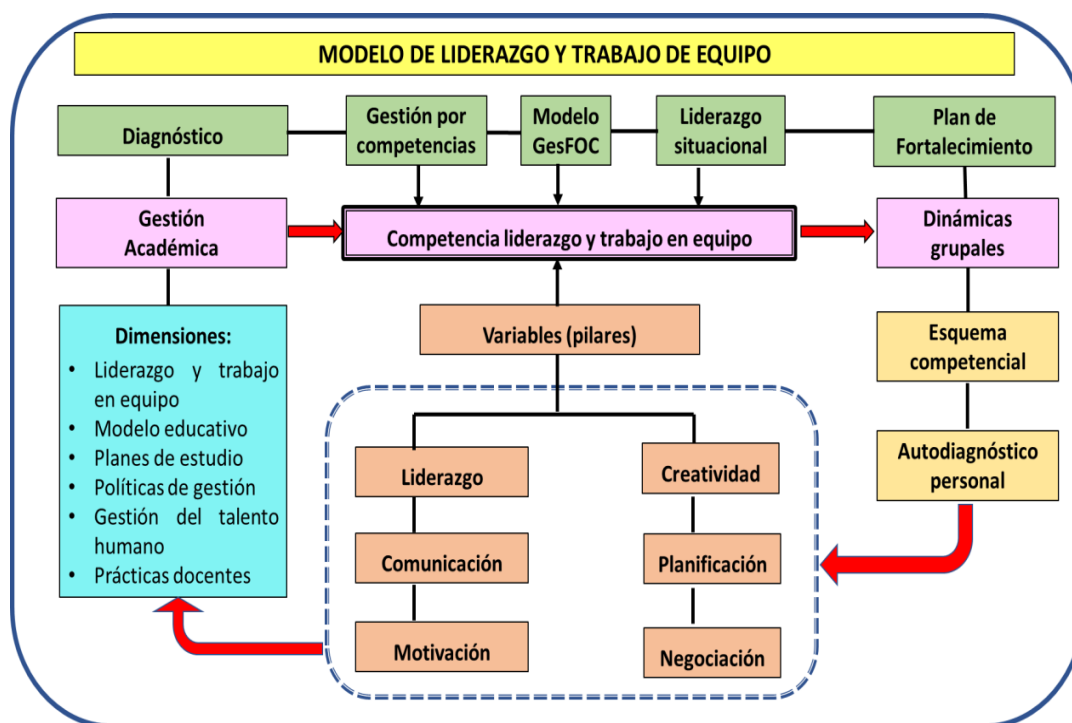 MODELO DE LIDERAZGO Y TRABAJO DE EQUIPO
Diagnóstico
Gestión por
competencias
Modelo
GesFOC
Liderazgo
situacional
Plan de
Fortalecimiento
Gestión
Académica
Competencia liderazgo y trabajo en equipo
Dinámicas
grupales
Dimensiones:
• Liderazgo y trabajo
en equipo
• Modelo educativo
• Planes de estudio
• Políticas de gestión
• Gestión del talento
humano
• Prácticas docentes
Variables (pilares)
Liderazgo
Comunicación
Motivación
Creatividad
Planificación
Negociación
Esquema
competencial
Autodiagnóstico
personal